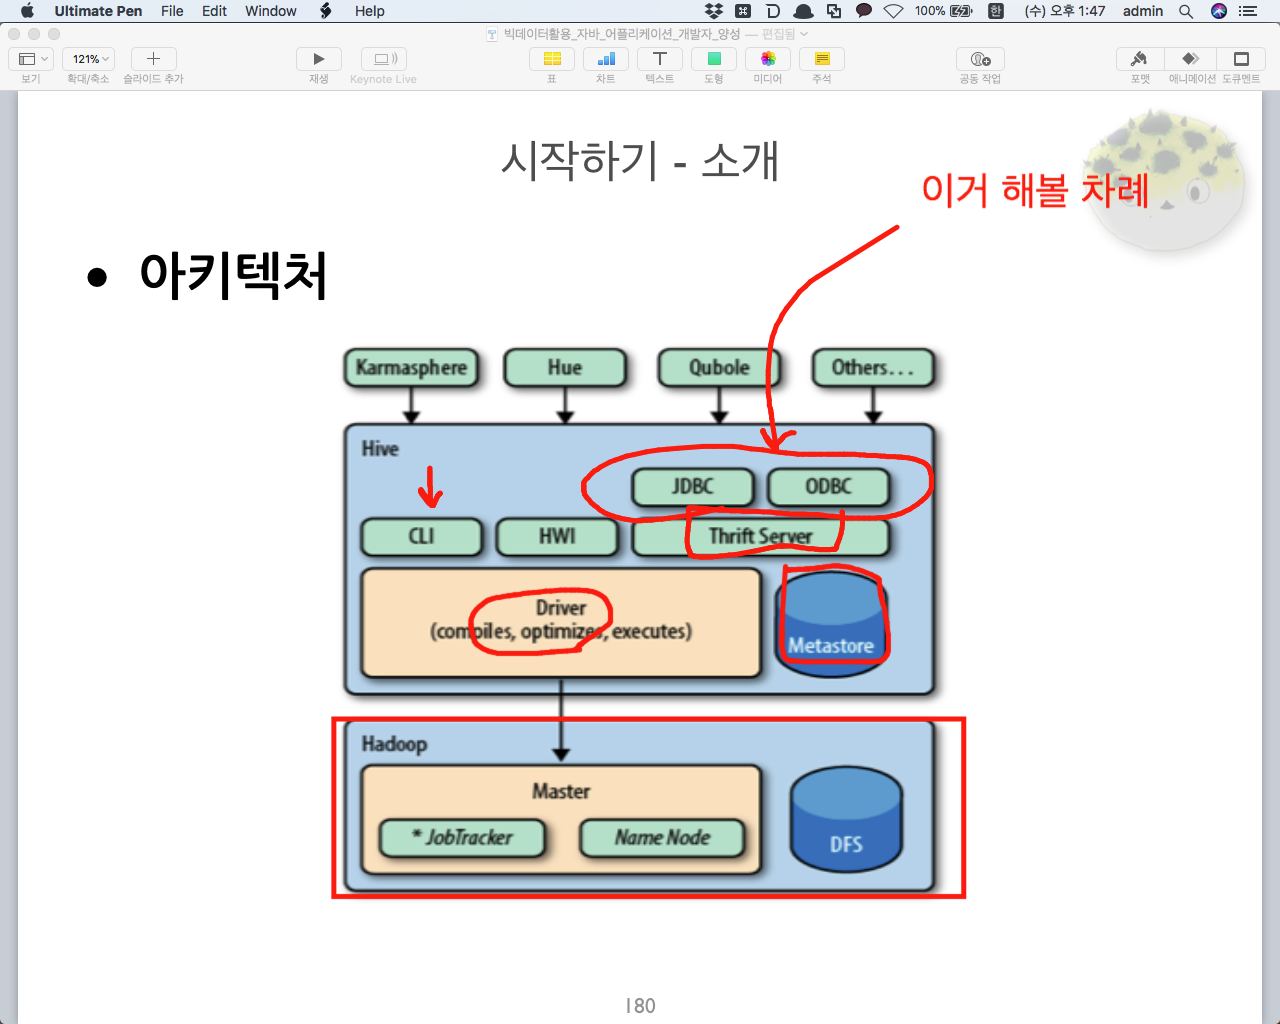 Ultimate Pen File Edit Window Help 100% 한 (수) 오후 1:47 admin
빅데이터활용_자바_어플리케이션_개발자_양성 — 편집됨
121%
보기 확대/축소 슬라이드 추가 재생 Keynote Live 표 차트 텍스트 도형 미디어 주석 공동 작업 포맷 애니메이션 도큐멘트
시작하기 - 소개
이거 해볼 차례
• 아키텍처
Karmasphere Hue Qubole Others...
Hive
JDBC ODBC
CLI HWI Thrift Server
Driver
(compiles, optimizes, executes)
Metastore
Hadoop
Master
* JobTracker Name Node
DFS
180